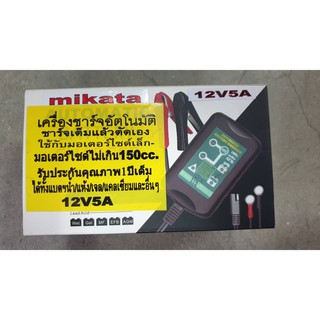 mikata
12V5A
เครื่องชาร์จอัตโนมัติ
ชาร์จเต็มแล้วตัดเอง
ใช้กับมอเตอร์ไซด์เล็ก-
มอเตอร์ไซด์ไม่เกิน150cc.
รับประกันคุณภาพ1ปีเต็ม
ได้ทั้งแบตฯน้ำ/แห้ง/เจล/แคลเซียมและอื่นๆ
12V5A